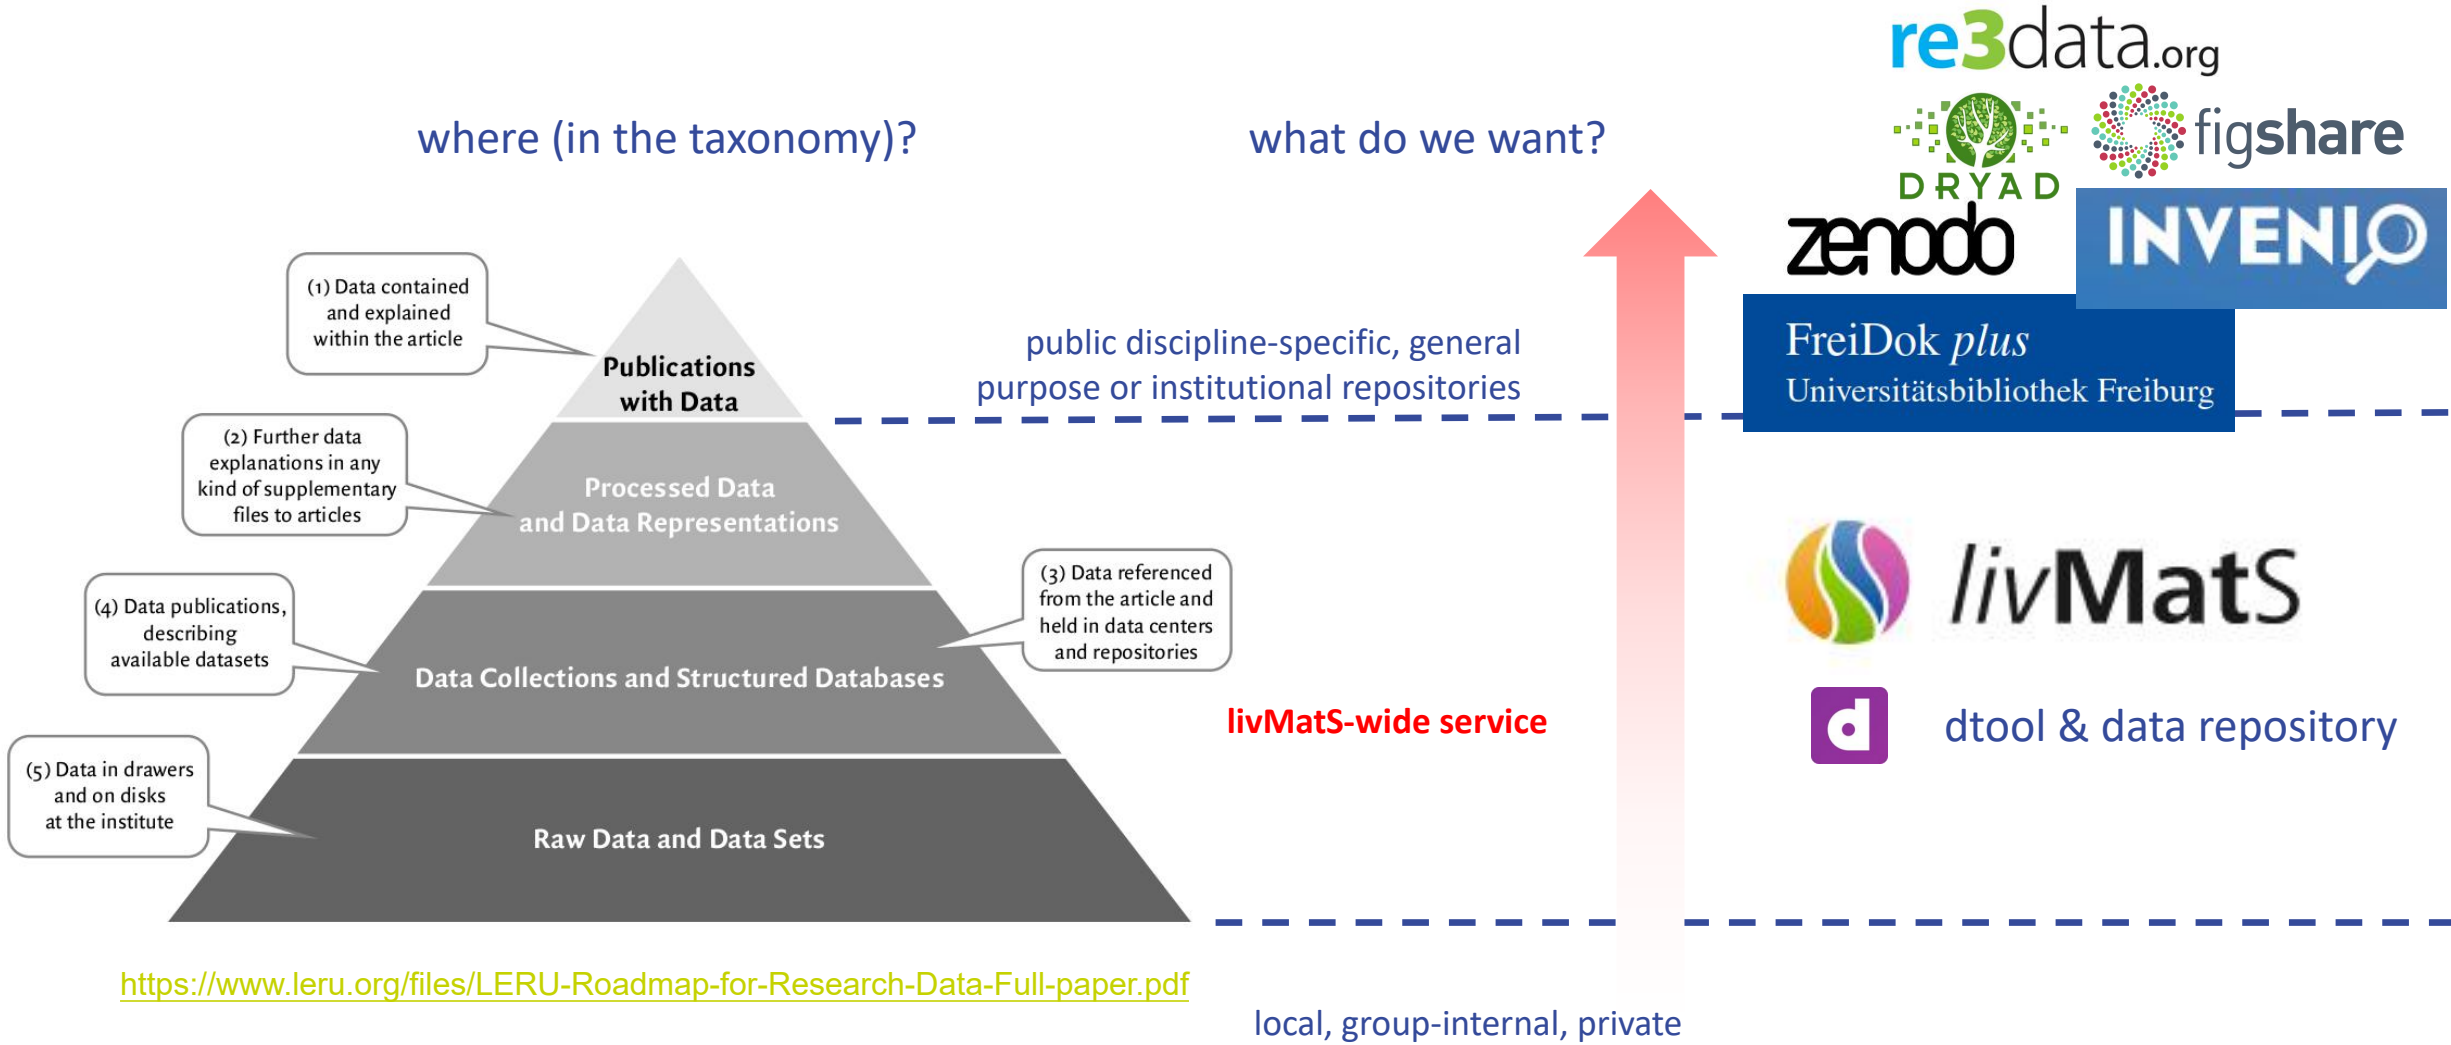 re3data.org
where (in the taxonomy)?
what do we want?
DRYAD
figshare
zenodo
INVENIO
(1) Data contained
and explained
within the article
Publications
with Data
public discipline-specific, general
purpose or institutional repositories
FreiDok plus
Universitätsbibliothek Freiburg
(2) Further data
explanations in any
kind of supplementary
files to articles
Processed Data
and Data Representations
(3) Data referenced
from the article and
held in data centers
and repositories
livMatS
(4) Data publications,
describing
available datasets
Data Collections and Structured Databases
livMatS-wide service
d
dtool & data repository
(5) Data in drawers
and on disks
at the institute
Raw Data and Data Sets
https://www.leru.org/files/LERU-Roadmap-for-Research-Data-Full-paper.pdf
local, group-internal, private